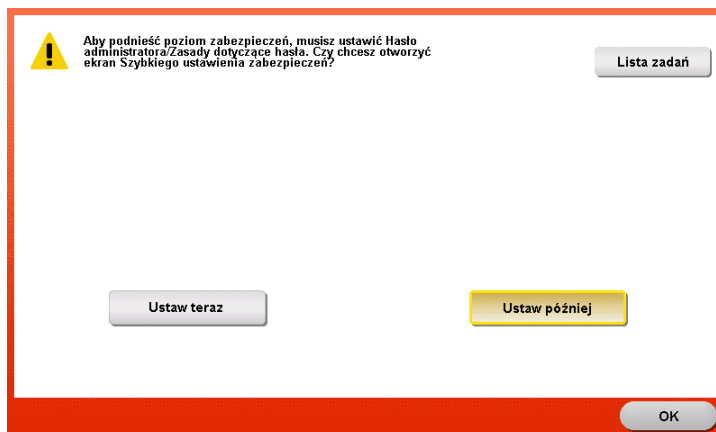 Aby podnieść poziom zabezpieczeń, musisz ustawić Hasło
administratora/Zasady dotyczące hasła. Czy chcesz otworzyć
ekran Szybkiego ustawienia zabezpieczeń?
Lista zadań
Ustaw teraz
Ustaw później
OK